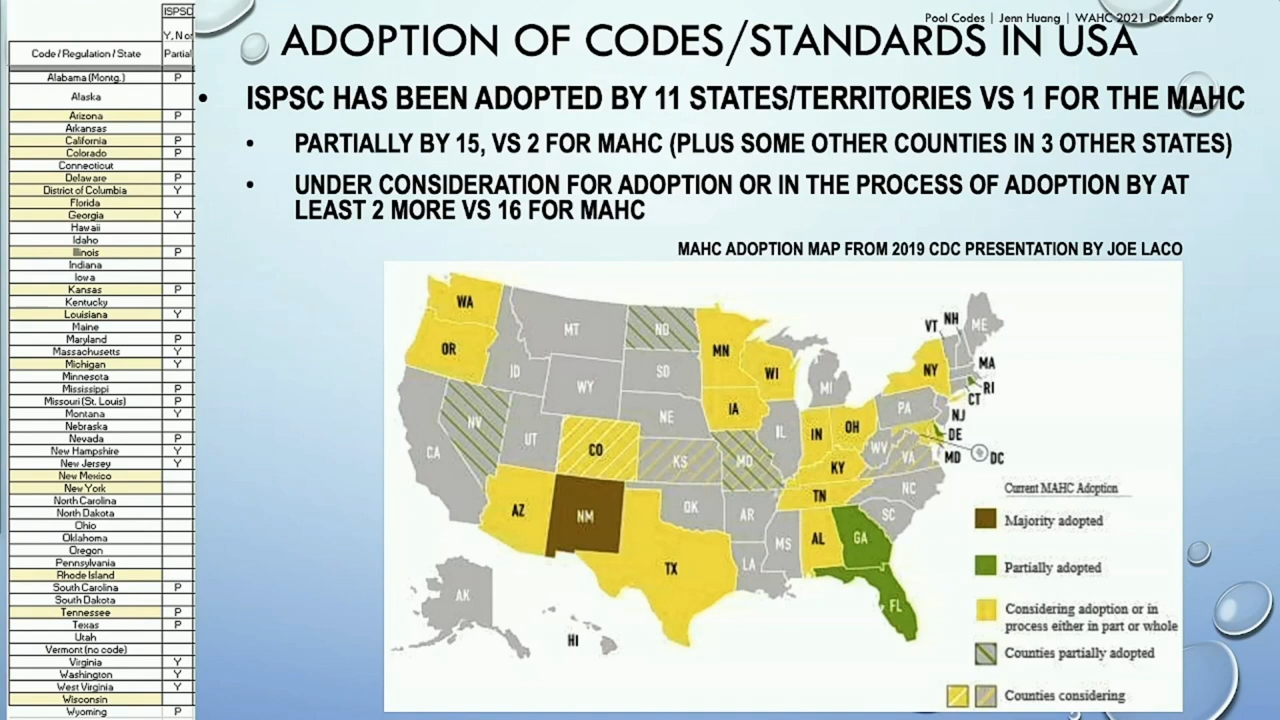 Pool Codes | Jenn Huang | WAHC 2021 December 9
ADOPTION OF CODES/STANDARDS IN USA
• ISPSC HAS BEEN ADOPTED BY 11 STATES/TERRITORIES VS 1 FOR THE MAHC
• PARTIALLY BY 15, VS 2 FOR MAHC (PLUS SOME OTHER COUNTIES IN 3 OTHER STATES)
• UNDER CONSIDERATION FOR ADOPTION OR IN THE PROCESS OF ADOPTION BY AT
LEAST 2 MORE VS 16 FOR MAHC
ISPSC
Y, N or
Code / Regulation / State Partial
Alabama (Montg.) P
Alaska
Arizona P
Arkansas
California P
Colorado P
Connecticut
Delaware P
District of Columbia Y
Florida
Georgia Y
Hawaii
Idaho
Illinois P
Indiana
Iowa
Kansas P
Kentucky
Louisiana Y
Maine
Maryland P
Massachusetts Y
Michigan Y
Minnesota
Mississippi P
Missouri (St. Louis) P
Montana Y
Nebraska
Nevada P
New Hampshire Y
New Jersey Y
New Mexico
New York
North Carolina
North Dakota
Ohio
Oklahoma
Oregon
Pennsylvania
Rhode Island
South Carolina P
South Dakota
Tennessee P
Texas P
Utah
Vermont (no code)
Virginia Y
Washington Y
West Virginia Y
Wisconsin
Wyoming P
MAHC ADOPTION MAP FROM 2019 CDC PRESENTATION BY JOE LACO
WA
MT
ND
MN
VT
NH
ME
OR
ID
WY
SD
WI
MI
NY
MA
RI
CT
NV
UT
NE
IA
PA
NJ
CA
CO
KS
MO
IL
IN
OH
WV
VA
DE
MD
DC
KY
AZ
NM
OK
AR
TN
NC
SC
TX
LA
MS
AL
GA
FL
AK
HI
Current MAHC Adoption
Majority adopted
Partially adopted
Considering adoption or in
process either in part or whole
Counties partially adopted
Counties considering